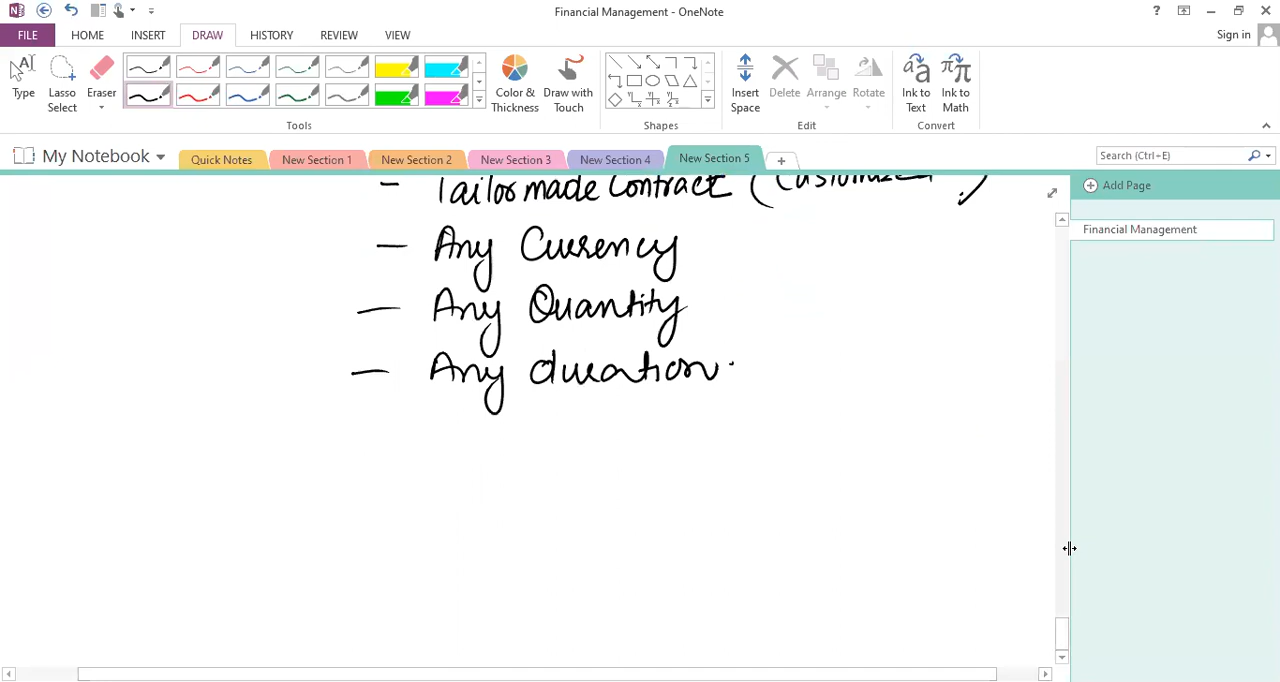 Financial Management - OneNote
?
FILE HOME INSERT DRAW HISTORY REVIEW VIEW
Sign in
Type
Lasso Select
Eraser
Color & Thickness
Draw with Touch
Insert Space
Delete
Arrange
Rotate
Ink to Text
Ink to Math
Tools Shapes Edit Convert
My Notebook Quick Notes New Section 1 New Section 2 New Section 3 New Section 4 New Section 5 +
Search (Ctrl+E)
Add Page
Financial Management
- Tailormade Contract (Customized)
- Any Currency
- Any Quantity
- Any duration.